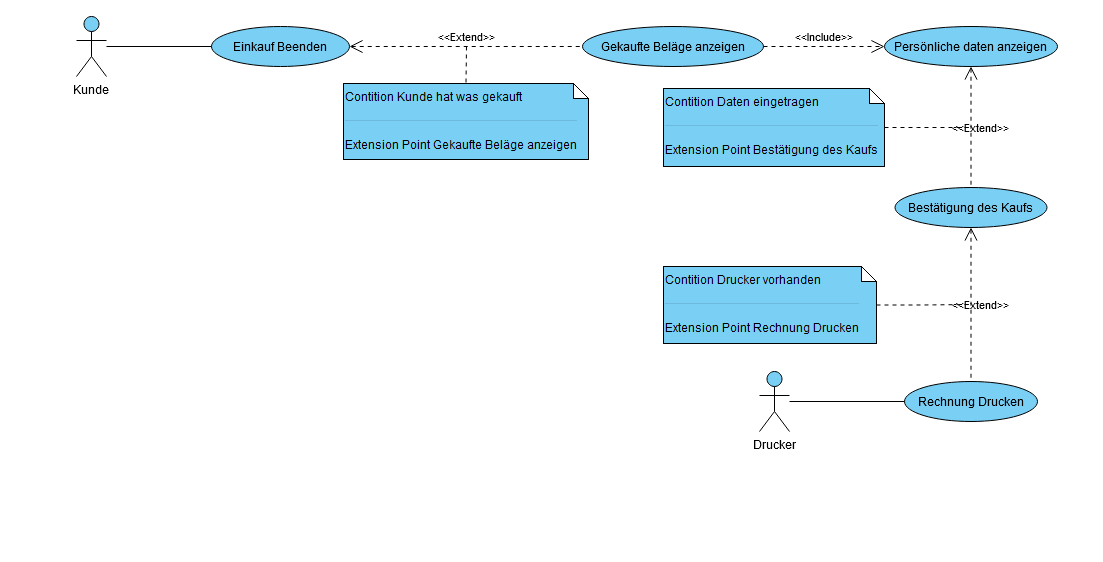 Kunde
Einkauf Beenden
<<Extend>>
Gekaufte Beläge anzeigen
<<Include>>
Persönliche daten anzeigen
Contition Kunde hat was gekauft
Extension Point Gekaufte Beläge anzeigen
Contition Daten eingetragen
Extension Point Bestätigung des Kaufs
<<Extend>>
Bestätigung des Kaufs
Contition Drucker vorhanden
Extension Point Rechnung Drucken
<<Extend>>
Drucker
Rechnung Drucken